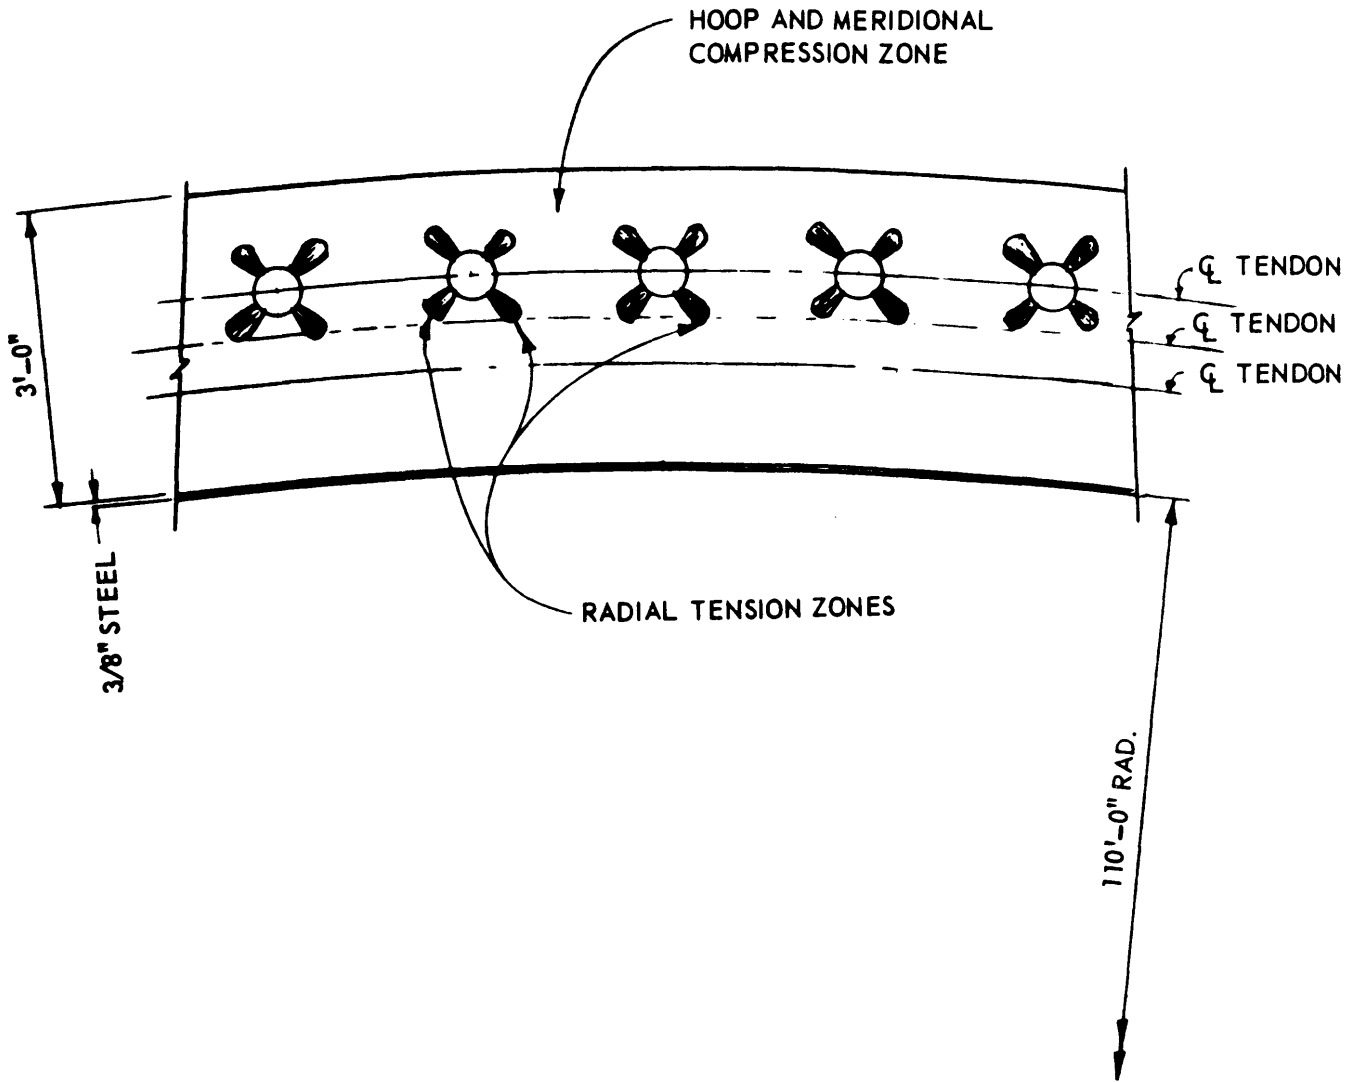 HOOP AND MERIDIONAL
COMPRESSION ZONE
℄ TENDON
℄ TENDON
℄ TENDON
3'-0"
3/8" STEEL
RADIAL TENSION ZONES
110'-0" RAD.